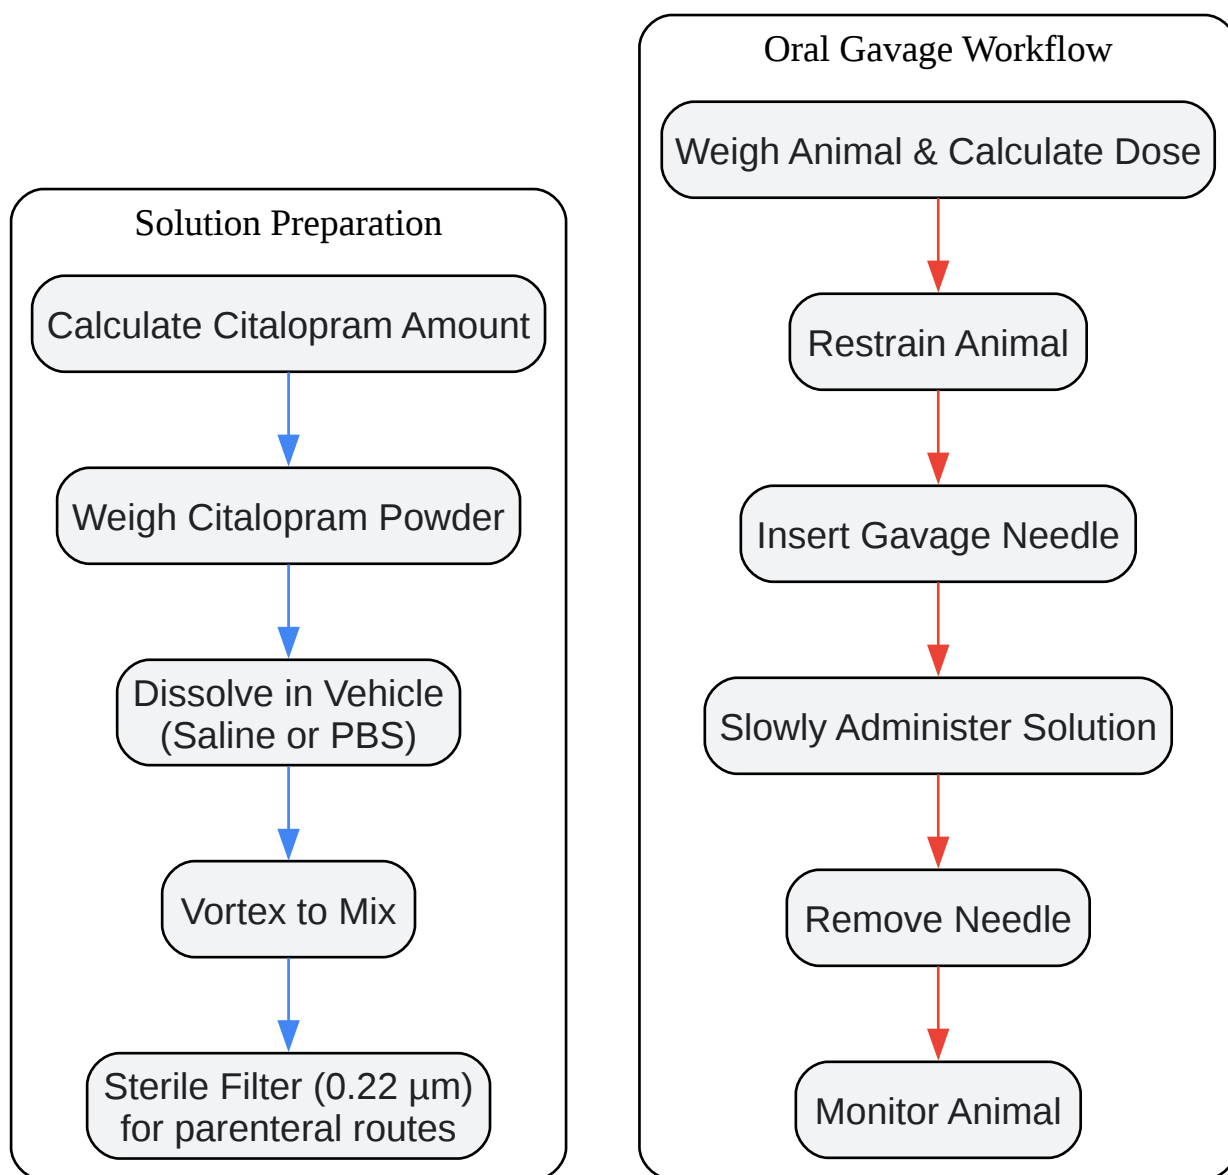 Solution Preparation
Calculate Citalopram Amount
Weigh Citalopram Powder
Dissolve in Vehicle
(Saline or PBS)
Vortex to Mix
Sterile Filter (0.22 µm)
for parenteral routes
Oral Gavage Workflow
Weigh Animal & Calculate Dose
Restrain Animal
Insert Gavage Needle
Slowly Administer Solution
Remove Needle
Monitor Animal